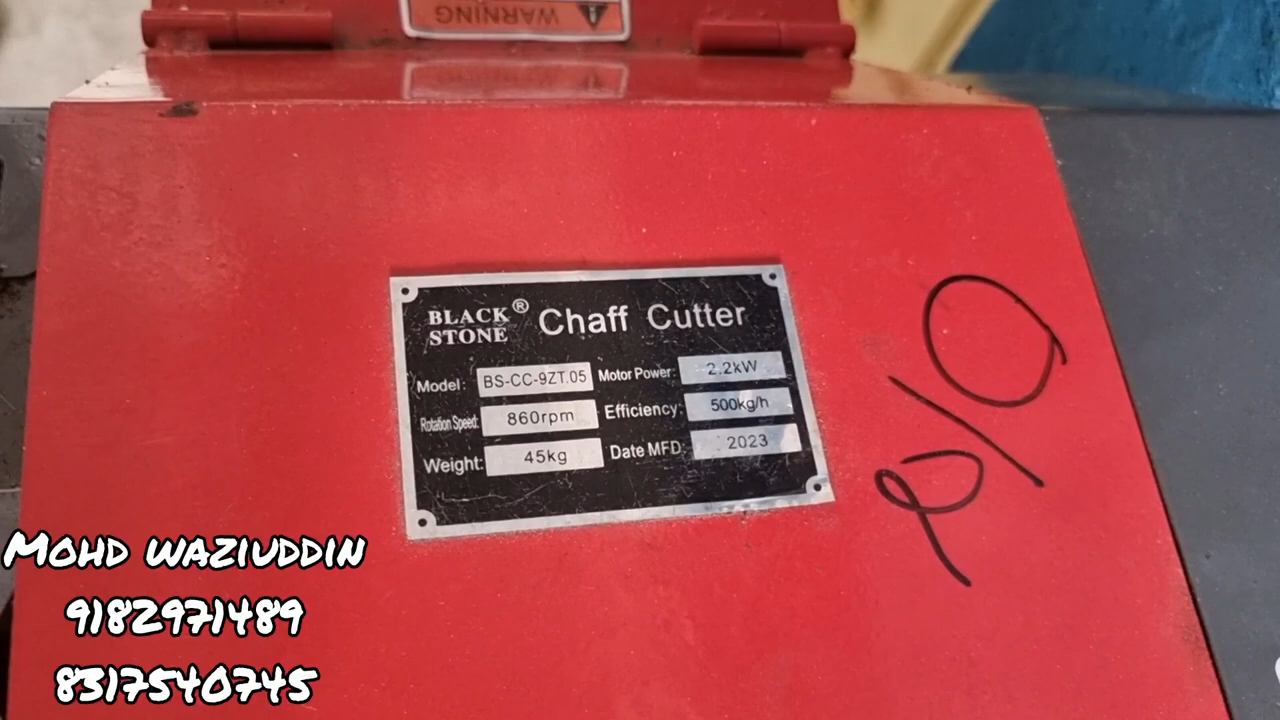 WARNING
BLACK STONE® Chaff Cutter
Model: BS-CC-9ZT.05 Motor Power: 2.2kW
Rotation Speed: 860rpm Efficiency: 500kg/h
Weight: 45kg Date MFD: 2023
MOHD WAZIUDDIN
9182971489
8317540745